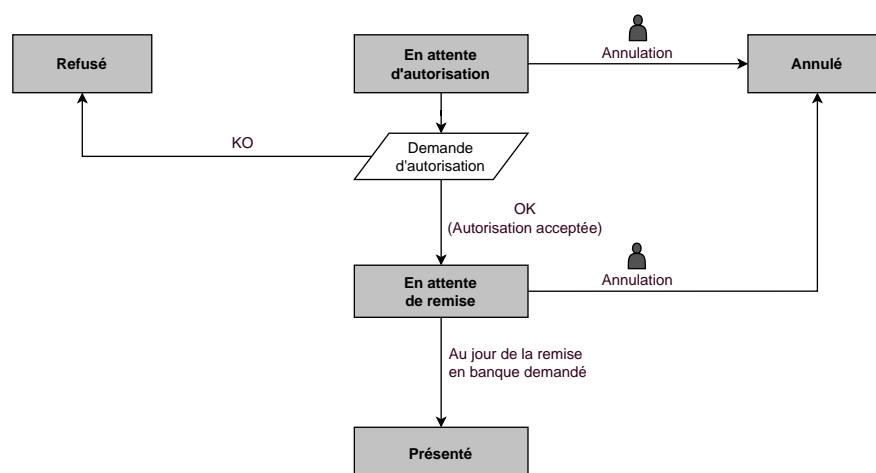 Refusé
En attente
d'autorisation
Annulation
Annulé
KO
Demande
d'autorisation
OK
(Autorisation acceptée)
En attente
de remise
Annulation
Au jour de la remise
en banque demandé
Présenté